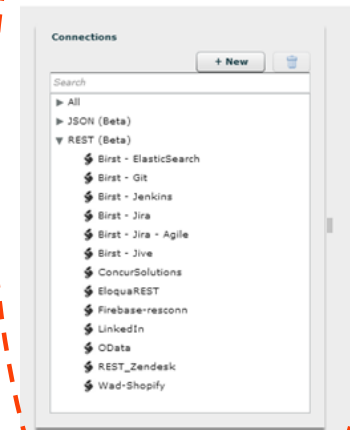 Connections
+ New
Search
All
JSON (Beta)
REST (Beta)
Birst - ElasticSearch
Birst - Git
Birst - Jenkins
Birst - Jira
Birst - Jira - Agile
Birst - Jive
ConcurSolutions
EloquaREST
Firebase-resconn
LinkedIn
OData
REST_Zendesk
Wad-Shopify